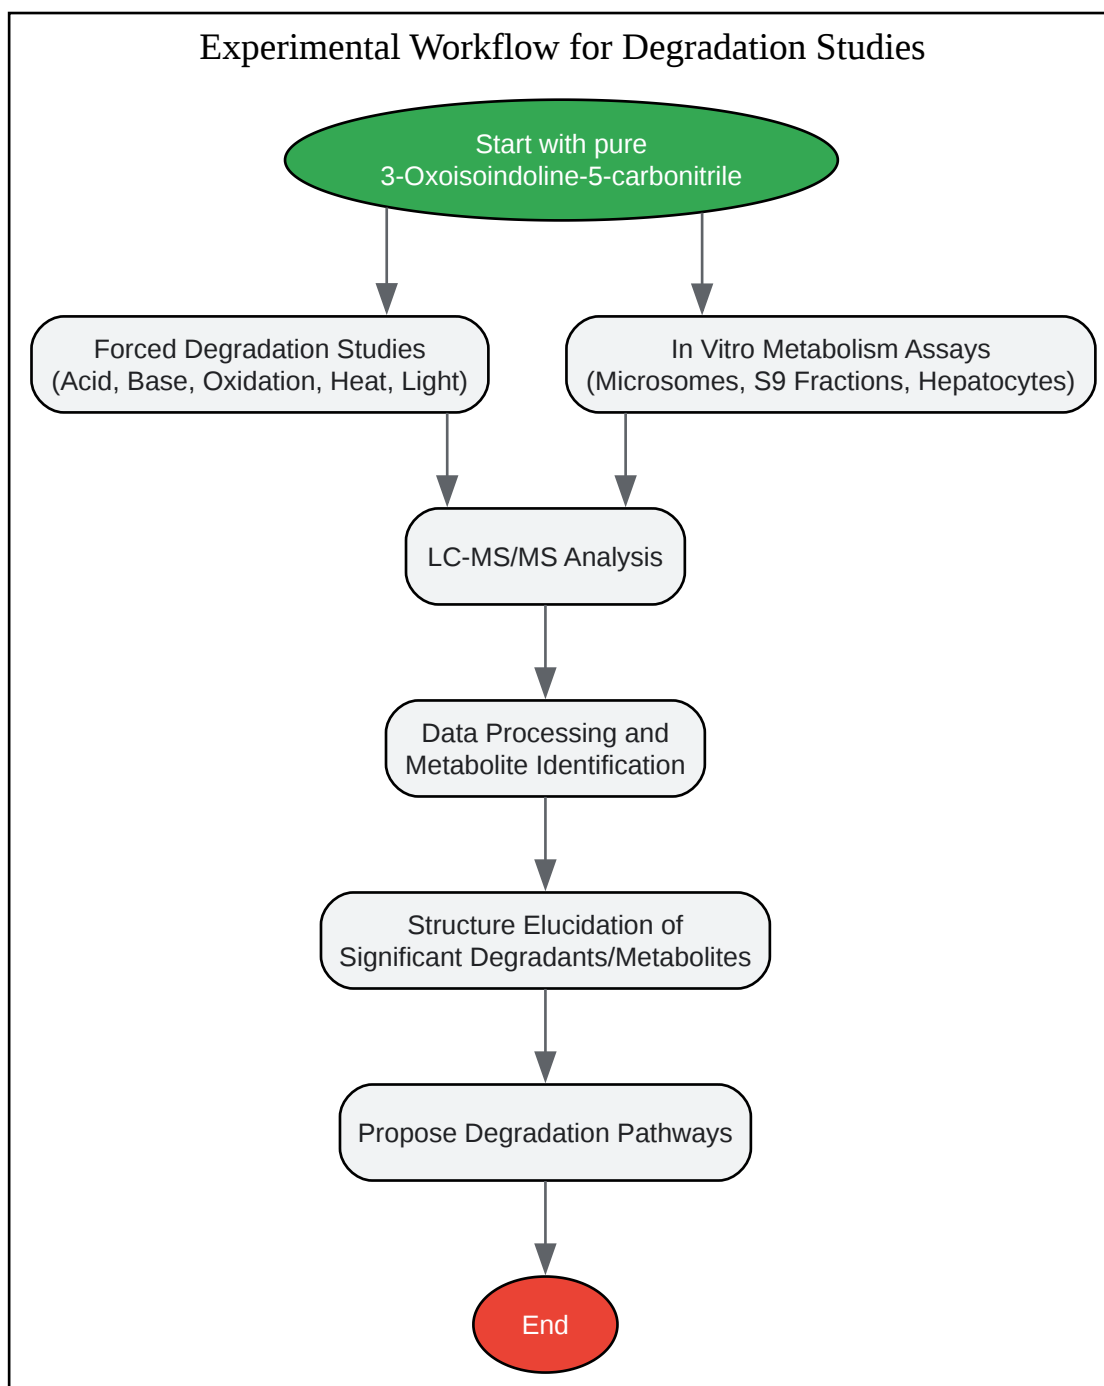 Experimental Workflow for Degradation Studies
Start with pure
3-Oxoisoindoline-5-carbonitrile
Forced Degradation Studies
(Acid, Base, Oxidation, Heat, Light)
In Vitro Metabolism Assays
(Microsomes, S9 Fractions, Hepatocytes)
LC-MS/MS Analysis
Data Processing and
Metabolite Identification
Structure Elucidation of
Significant Degradants/Metabolites
Propose Degradation Pathways
End